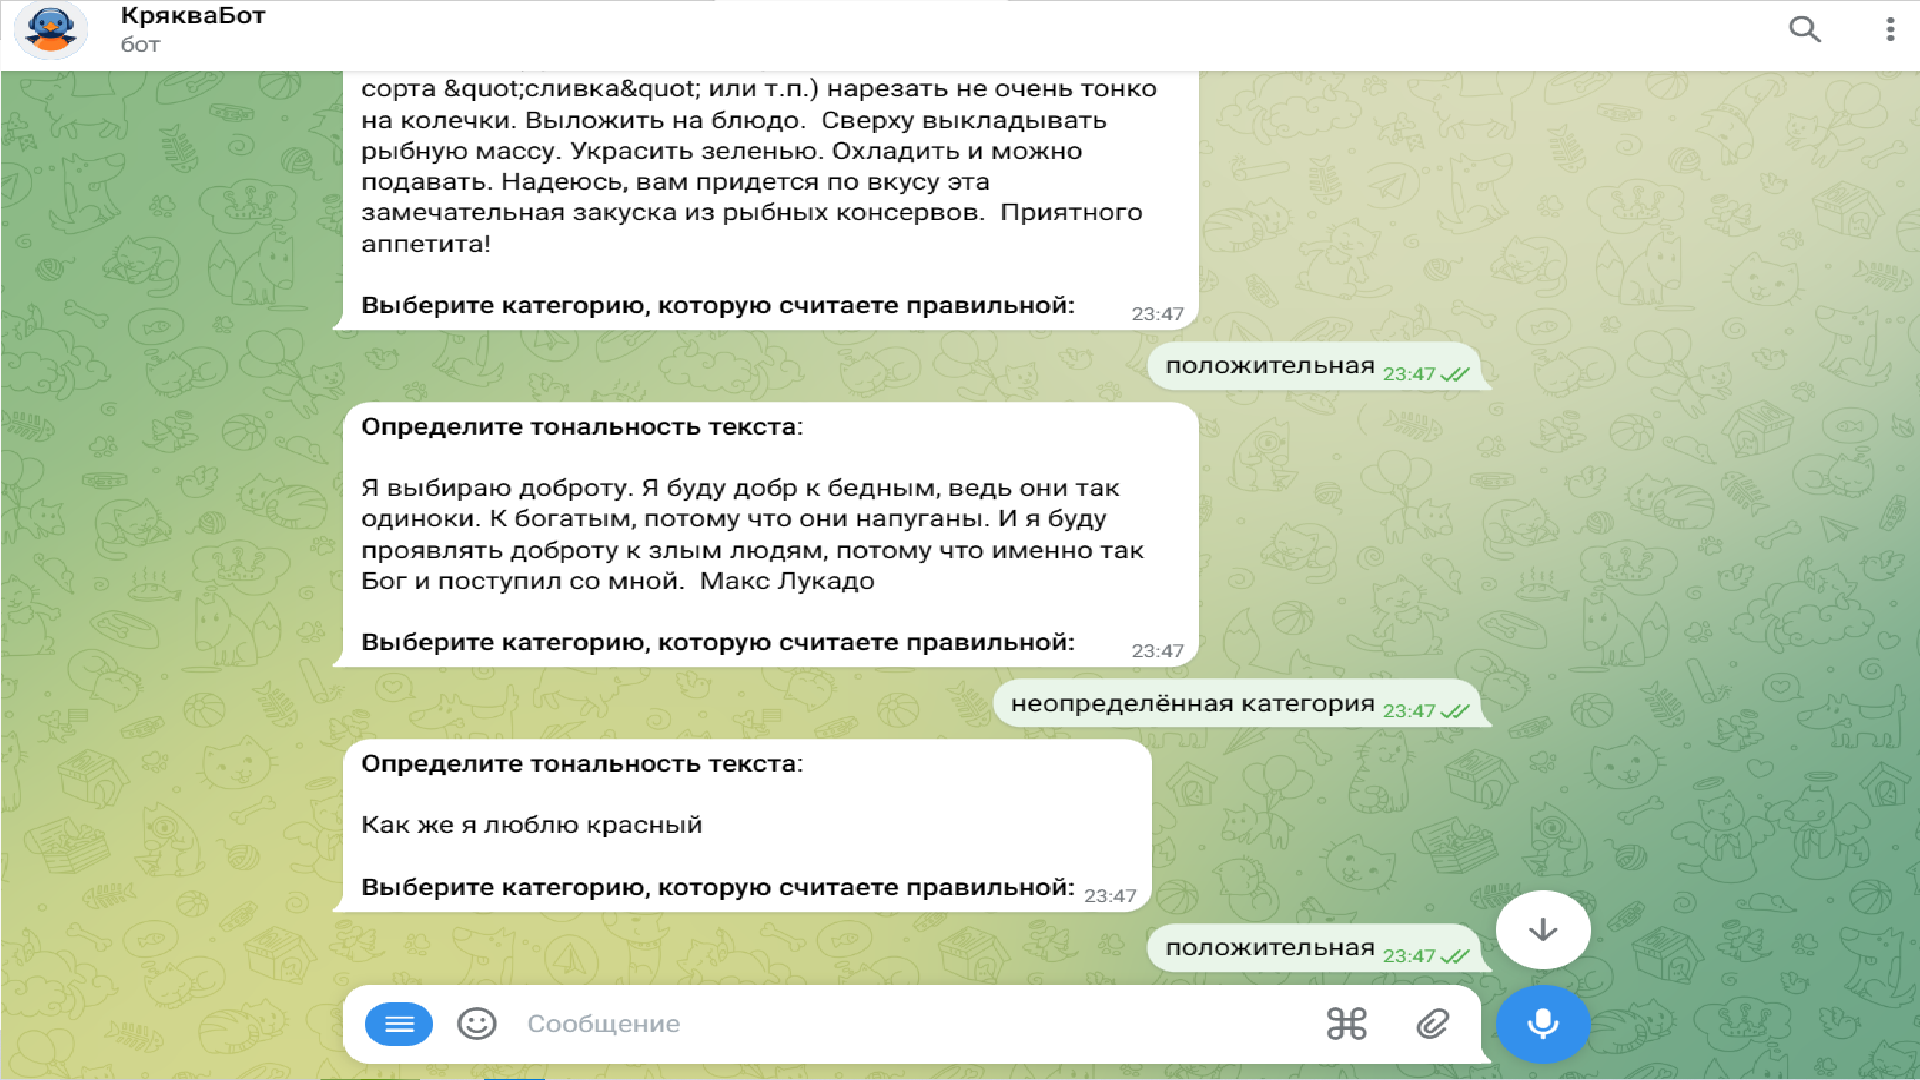 КрякваБот
бот
сорта &quot;сливка&quot; или т.п.) нарезать не очень тонко
на колечки. Выложить на блюдо.  Сверху выкладывать
рыбную массу. Украсить зеленью. Охладить и можно
подавать. Надеюсь, вам придется по вкусу эта
замечательная закуска из рыбных консервов.  Приятного
аппетита!
Выберите категорию, которую считаете правильной:
23:47
положительная 23:47
Определите тональность текста:
Я выбираю доброту. Я буду добр к бедным, ведь они так
одиноки. К богатым, потому что они напуганы. И я буду
проявлять доброту к злым людям, потому что именно так
Бог и поступил со мной.  Макс Лукадо
Выберите категорию, которую считаете правильной:
23:47
неопределённая категория 23:47
Определите тональность текста:
Как же я люблю красный
Выберите категорию, которую считаете правильной: 23:47
положительная 23:47
Сообщение